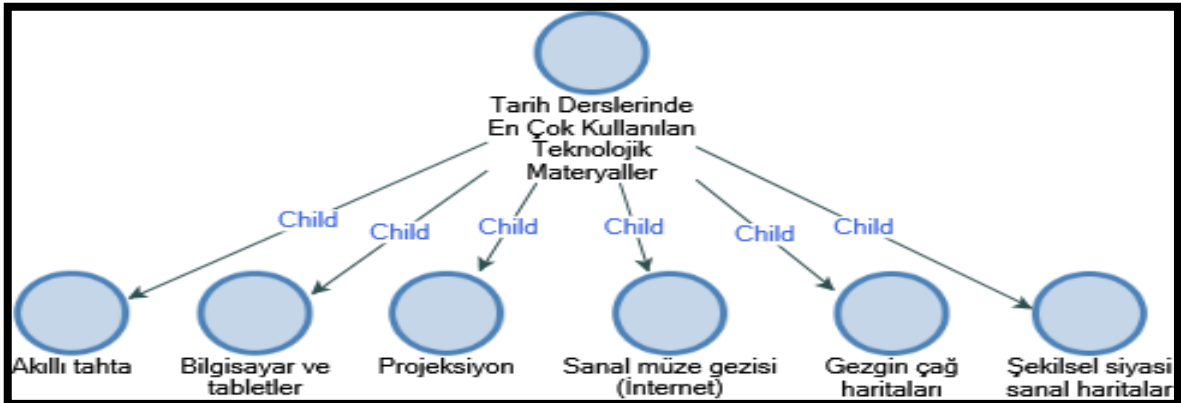 Tarih Derslerinde
En Çok Kullanılan
Teknolojik
Materyaller
Child
Child
Child
Child
Child
Child
Akıllı tahta
Bilgisayar ve
tabletler
Projeksiyon
Sanal müze gezisi
(İnternet)
Gezgin çağ
haritaları
Şekilsel siyasi
sanal haritalar